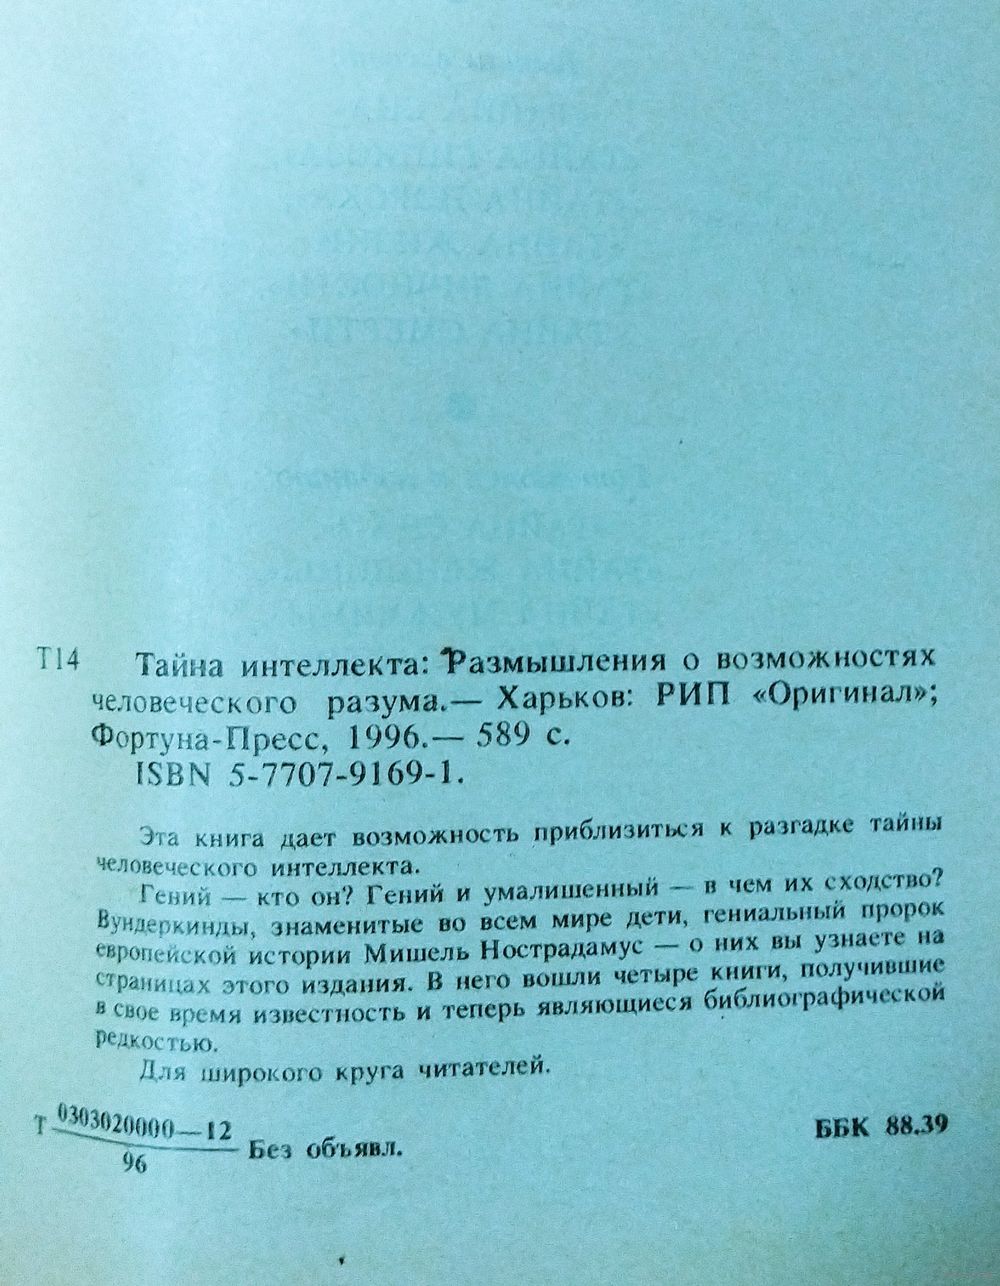 Т14 Тайна интеллекта: Размышления о возможностях
человеческого разума.— Харьков: РИП «Оригинал»;
Фортуна-Пресс, 1996.— 589 с.
ISBN 5-7707-9169-1.
Эта книга дает возможность приблизиться к разгадке тайны
человеческого интеллекта.
Гений — кто он? Гений и умалишенный — в чем их сходство?
Вундеркинды, знаменитые во всем мире дети, гениальный пророк
европейской истории Мишель Нострадамус — о них вы узнаете на
страницах этого издания. В него вошли четыре книги, получившие
в свое время известность и теперь являющиеся библиографической
редкостью.
Для широкого круга читателей.
Т 0303020000—12
96
Без объявл.
ББК 88.39